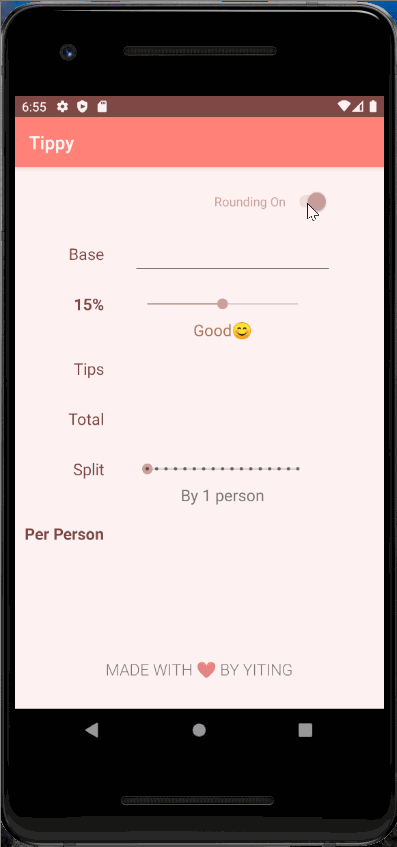 6:55
Tippy
Rounding On
Base
15%
Good😊
Tips
Total
Split
By 1 person
Per Person
MADE WITH ❤️ BY YITING